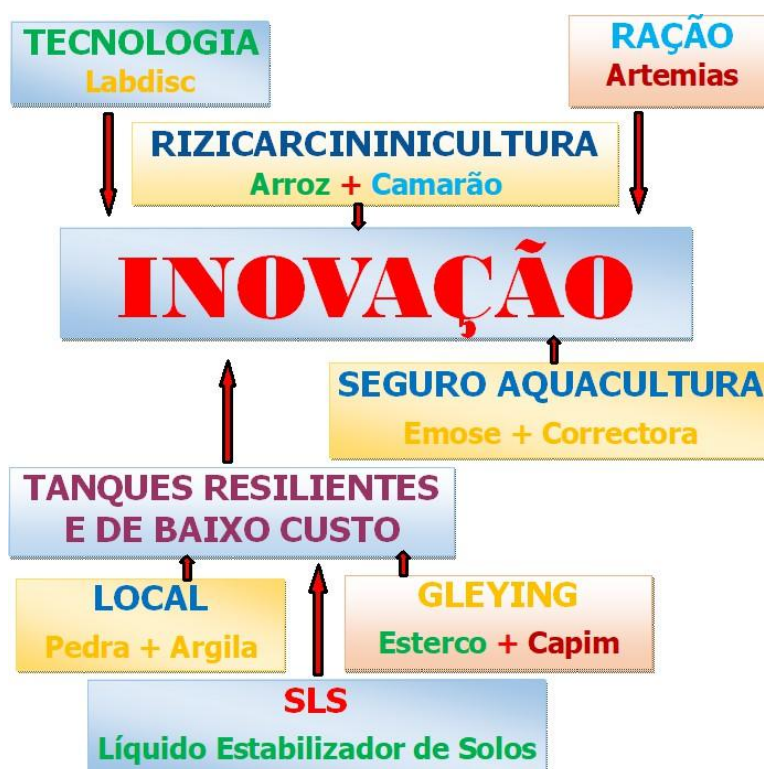 TECNOLOGIA
Labdisc
RAÇÃO
Artemias
RIZICARCININICULTURA
Arroz + Camarão
INOVAÇÃO
SEGURO AQUACULTURA
Emose + Correctora
TANQUES RESILIENTES
E DE BAIXO CUSTO
LOCAL
Pedra + Argila
GLEYING
Esterco + Capim
SLS
Líquido Estabilizador de Solos